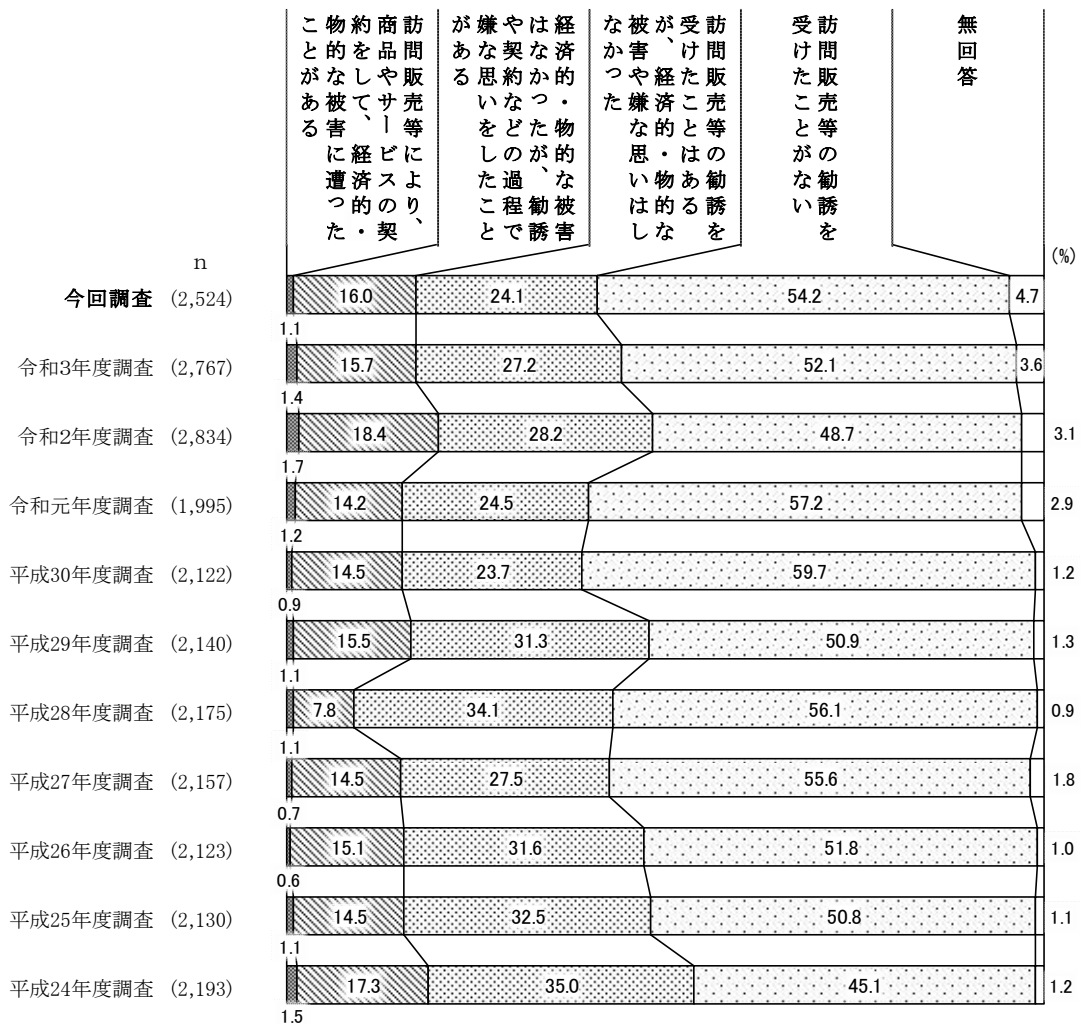 訪問販売等により、
商品やサービスの契
約をして、経済的・
物的な被害に遭った
ことがある
経済的・物的な被害
はなかったが、勧誘
や契約などの過程で
嫌な思いをしたこと
がある
訪問販売等の勧誘を
受けたことはある
が、経済的・物的な
被害や嫌な思いはし
なかった
訪問販売等の勧誘を
受けたことがない
無回答
(%)
n
今回調査 (2,524) 16.0 24.1 54.2 4.7
1.1
令和3年度調査 (2,767) 15.7 27.2 52.1 3.6
1.4
令和2年度調査 (2,834) 18.4 28.2 48.7 3.1
1.7
令和元年度調査 (1,995) 14.2 24.5 57.2 2.9
1.2
平成30年度調査 (2,122) 14.5 23.7 59.7 1.2
0.9
平成29年度調査 (2,140) 15.5 31.3 50.9 1.3
1.1
平成28年度調査 (2,175) 7.8 34.1 56.1 0.9
1.1
平成27年度調査 (2,157) 14.5 27.5 55.6 1.8
0.7
平成26年度調査 (2,123) 15.1 31.6 51.8 1.0
0.6
平成25年度調査 (2,130) 14.5 32.5 50.8 1.1
1.1
平成24年度調査 (2,193) 17.3 35.0 45.1 1.2
1.5